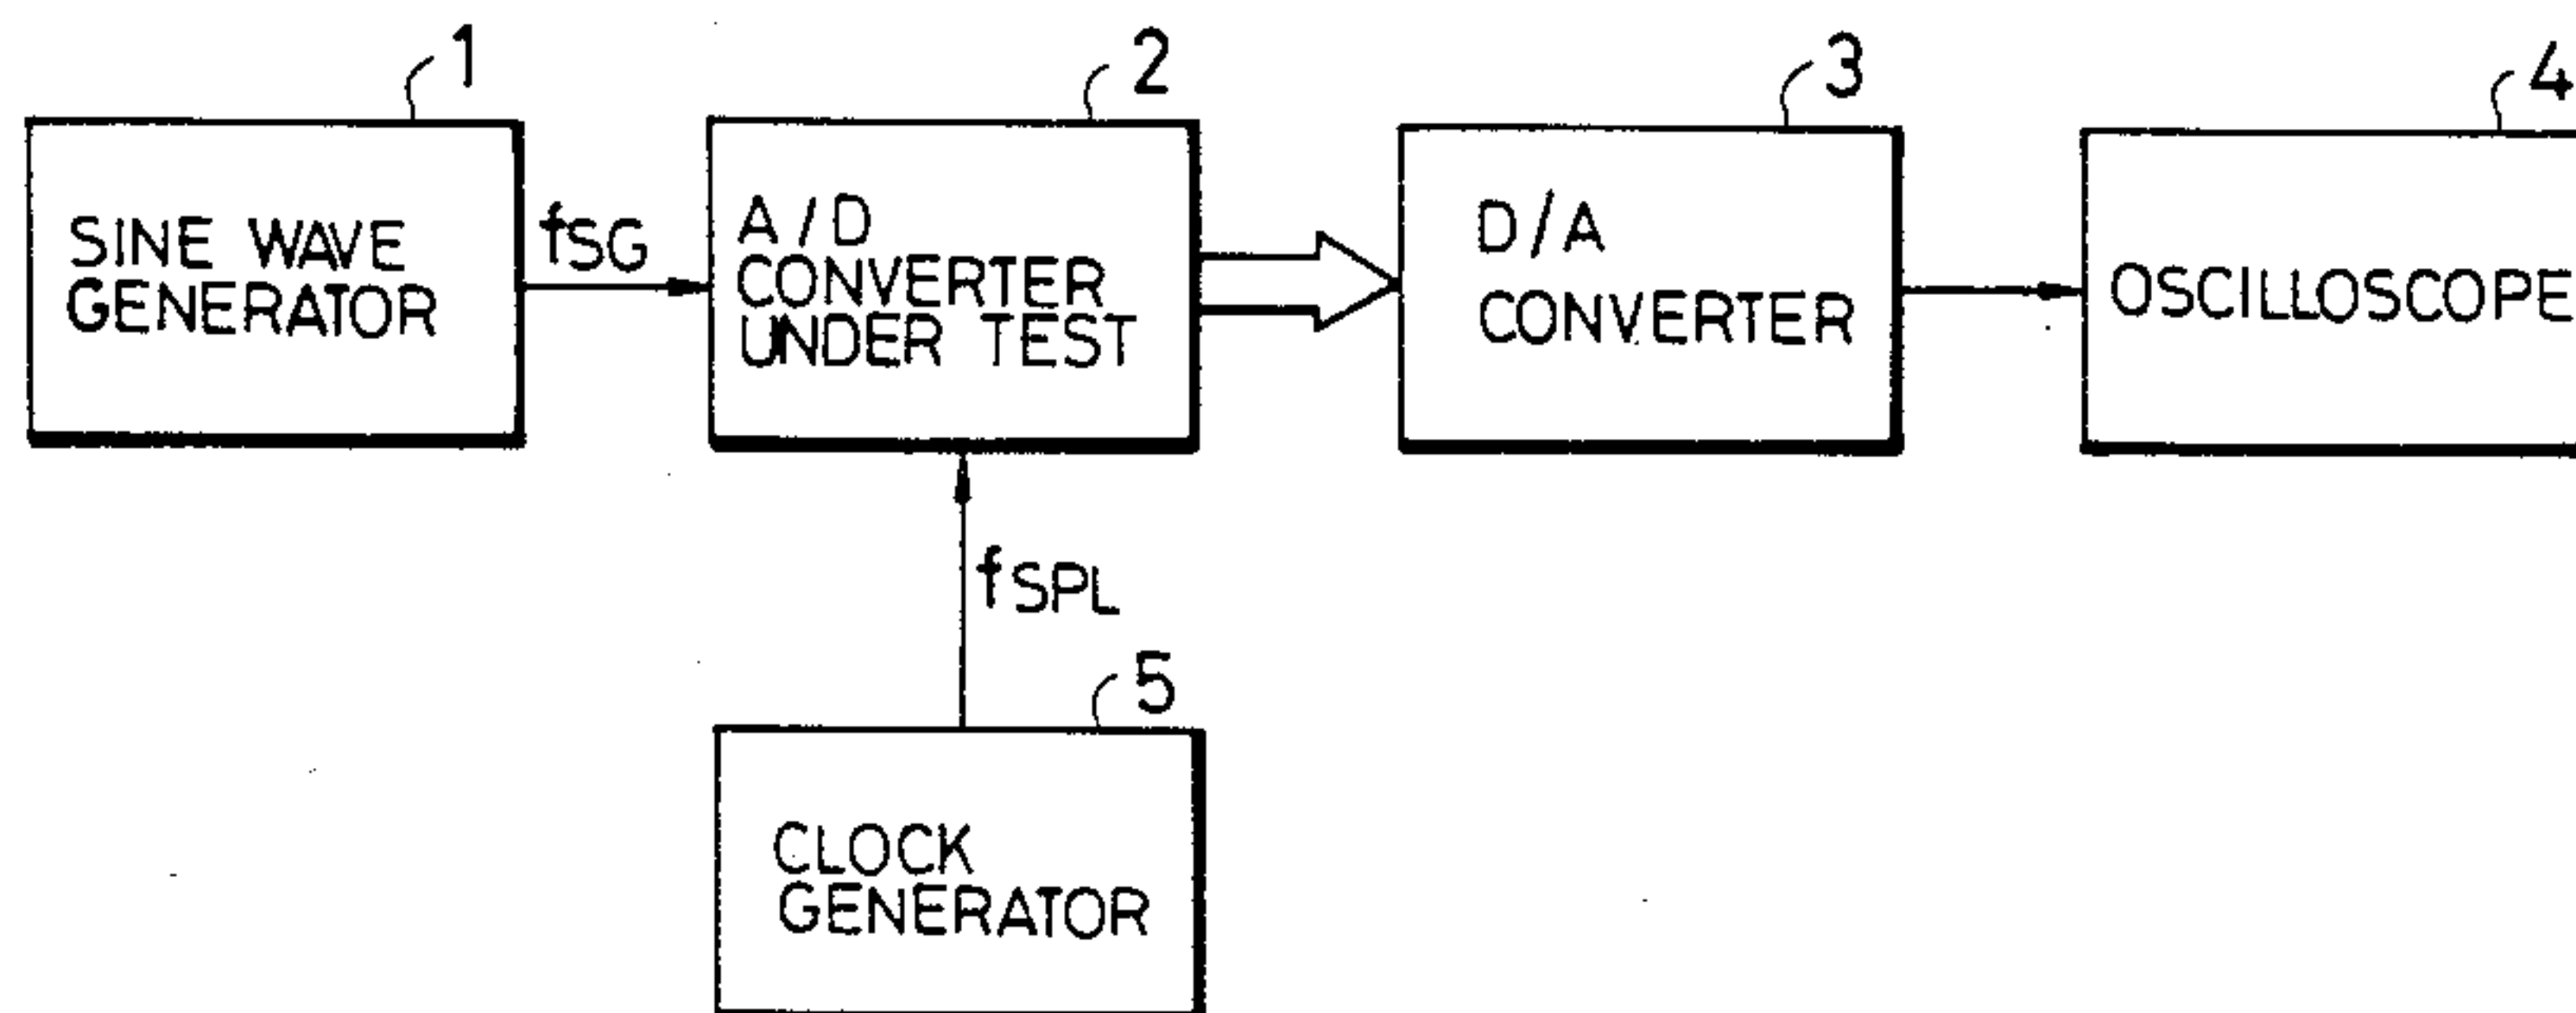 1
2
3
4
SINE WAVE
GENERATOR
fSG
A/D
CONVERTER
UNDER TEST
D/A
CONVERTER
OSCILLOSCOPE
fSPL
5
CLOCK
GENERATOR